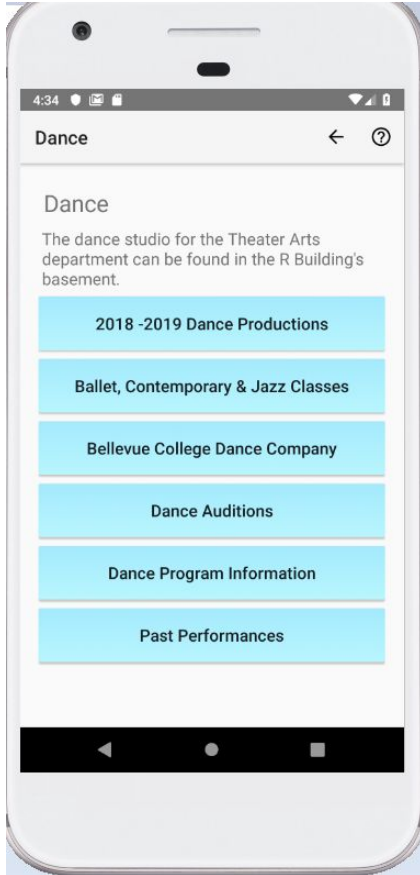 4:34
Dance
Dance
The dance studio for the Theater Arts
department can be found in the R Building's
basement.
2018 -2019 Dance Productions
Ballet, Contemporary & Jazz Classes
Bellevue College Dance Company
Dance Auditions
Dance Program Information
Past Performances